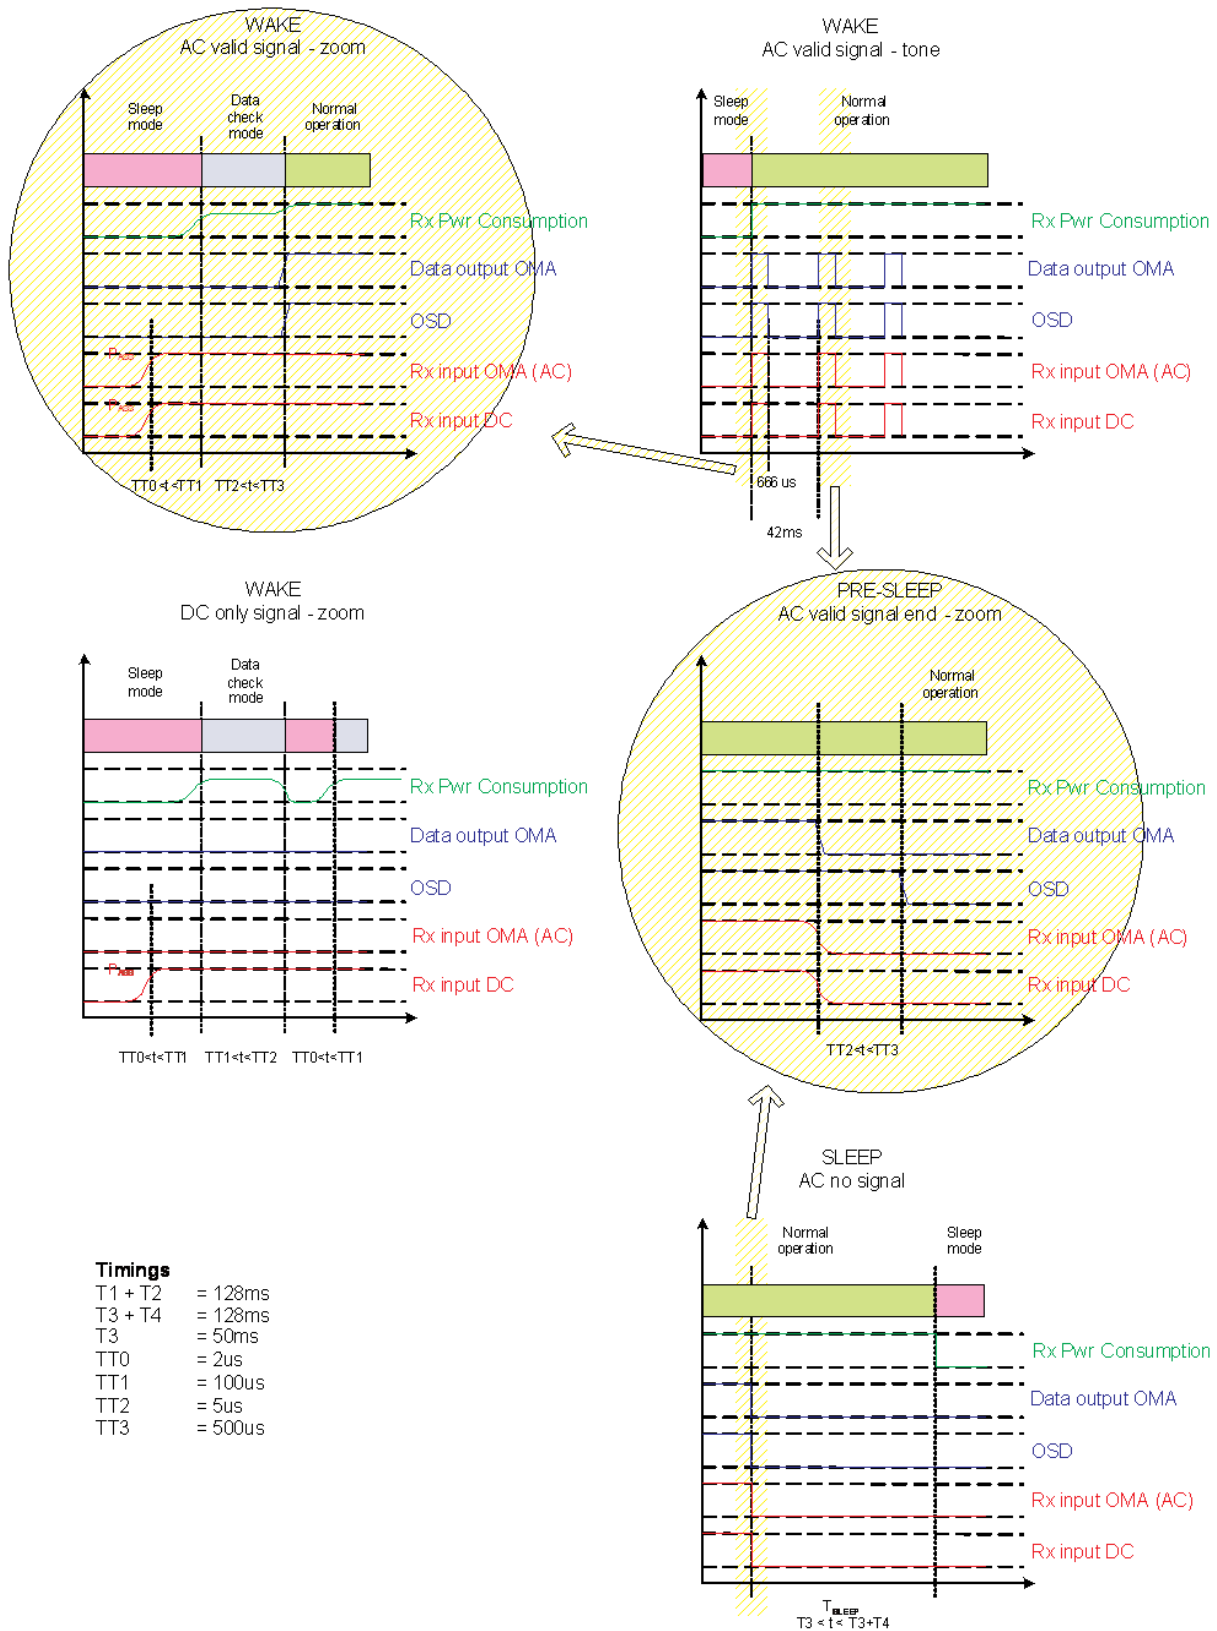 WAKE
AC valid signal - zoom
Sleep mode
Data check mode
Normal operation
Rx Pwr Consumption
Data output OMA
OSD
Rx input OMA (AC)
Rx input DC
TT0<t<TT1
TT2<t<TT3
WAKE
AC valid signal - tone
Sleep mode
Normal operation
Rx Pwr Consumption
Data output OMA
OSD
Rx input OMA (AC)
Rx input DC
666 us
42ms
WAKE
DC only signal - zoom
Sleep mode
Data check mode
Rx Pwr Consumption
Data output OMA
OSD
Rx input OMA (AC)
Rx input DC
TT0<t<TT1
TT1<t<TT2
TT0<t<TT1
PRE-SLEEP
AC valid signal end - zoom
Normal operation
Rx Pwr Consumption
Data output OMA
OSD
Rx input OMA (AC)
Rx input DC
TT2<t<TT3
SLEEP
AC no signal
Normal operation
Sleep mode
Rx Pwr Consumption
Data output OMA
OSD
Rx input OMA (AC)
Rx input DC
TSLEEP
T3 < t < T3+T4
Timings
T1 + T2 = 128ms
T3 + T4 = 128ms
T3 = 50ms
TT0 = 2us
TT1 = 100us
TT2 = 5us
TT3 = 500us